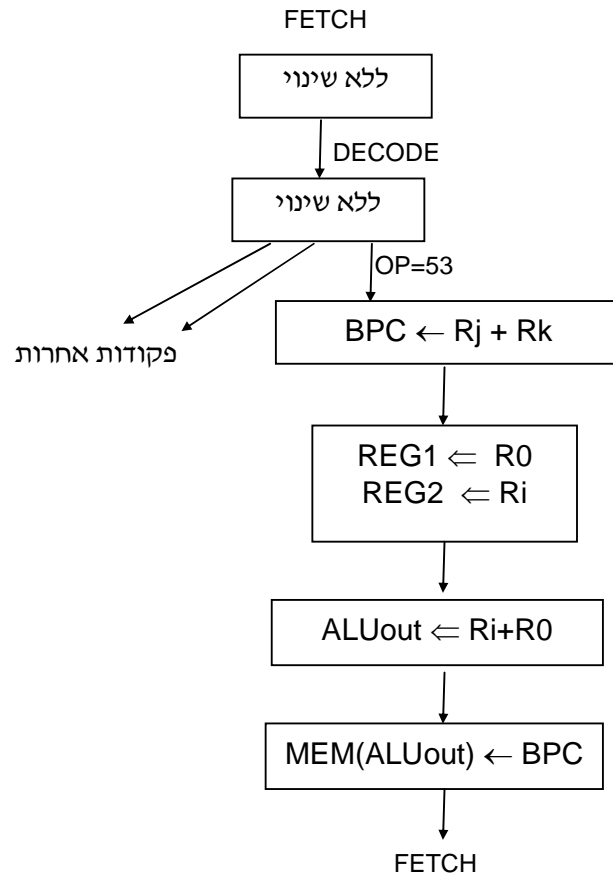 FETCH
ללא שינוי
DECODE
ללא שינוי
OP=53
פקודות אחרות
BPC ← Rj + Rk
REG1 ⇐ R0
REG2 ⇐ Ri
ALUout ⇐ Ri+R0
MEM(ALUout) ← BPC
FETCH